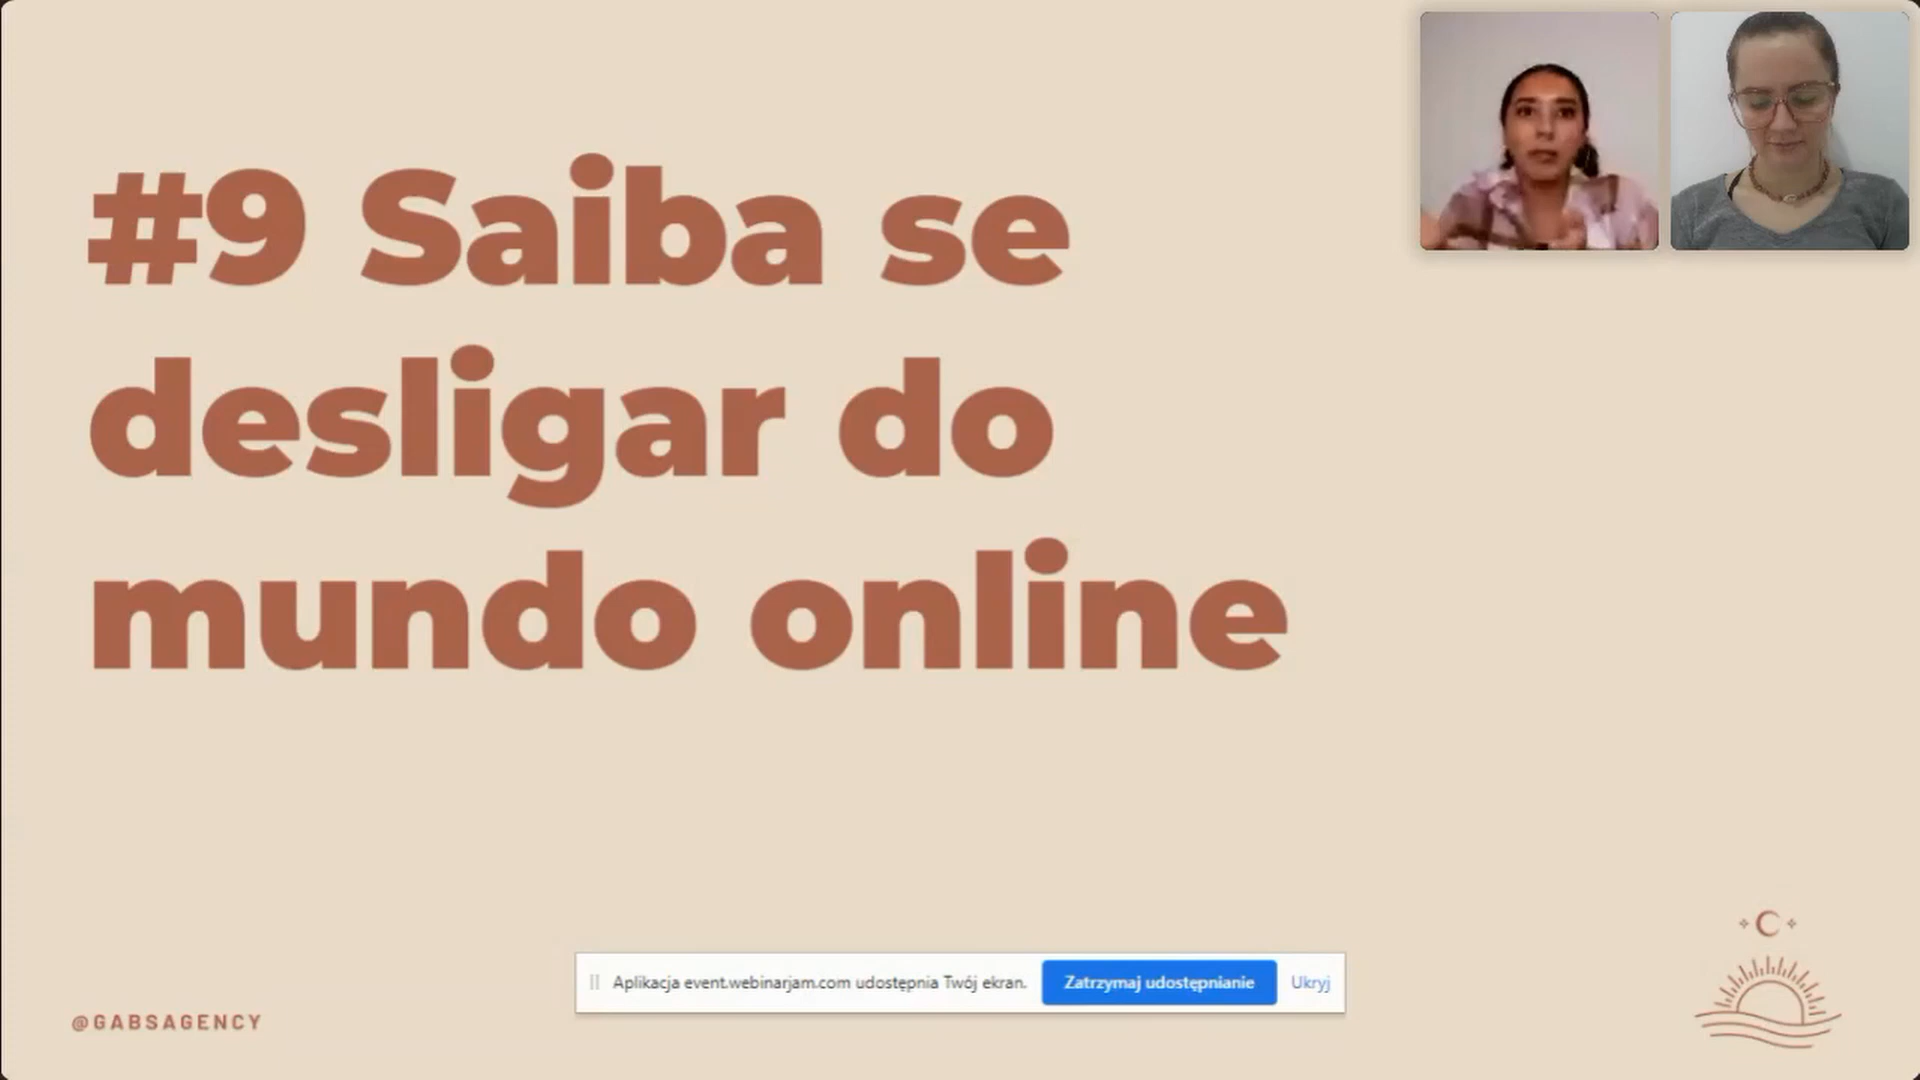 #9 Saiba se
desligar do
mundo online
Aplikacja event.webinarjam.com udostępnia Twój ekran.
Zatrzymaj udostępnianie
Ukryj
@GABSAGENCY